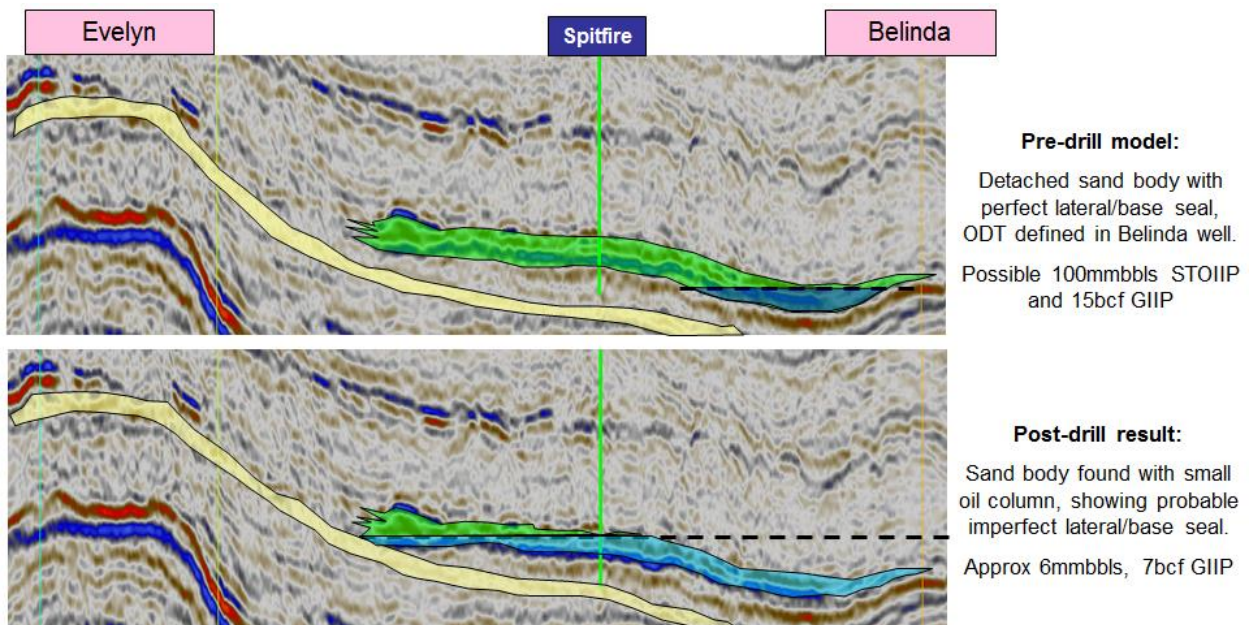 Evelyn
Spitfire
Belinda
Pre-drill model:
Detached sand body with
perfect lateral/base seal,
ODT defined in Belinda well.
Possible 100mmbbls STOIIP
and 15bcf GIIP
Post-drill result:
Sand body found with small
oil column, showing probable
imperfect lateral/base seal.
Approx 6mmbbls, 7bcf GIIP